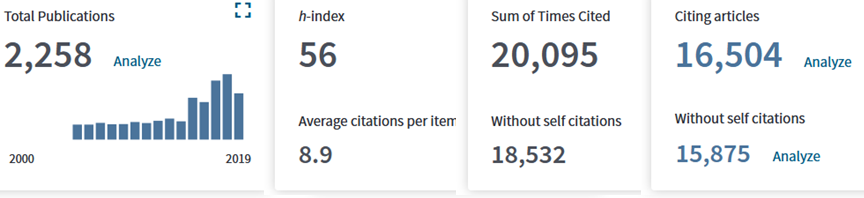 Total Publications
2,258 Analyze
2000 2019
h-index
56
Average citations per item
8.9
Sum of Times Cited
20,095
Without self citations
18,532
Citing articles
16,504 Analyze
Without self citations
15,875 Analyze